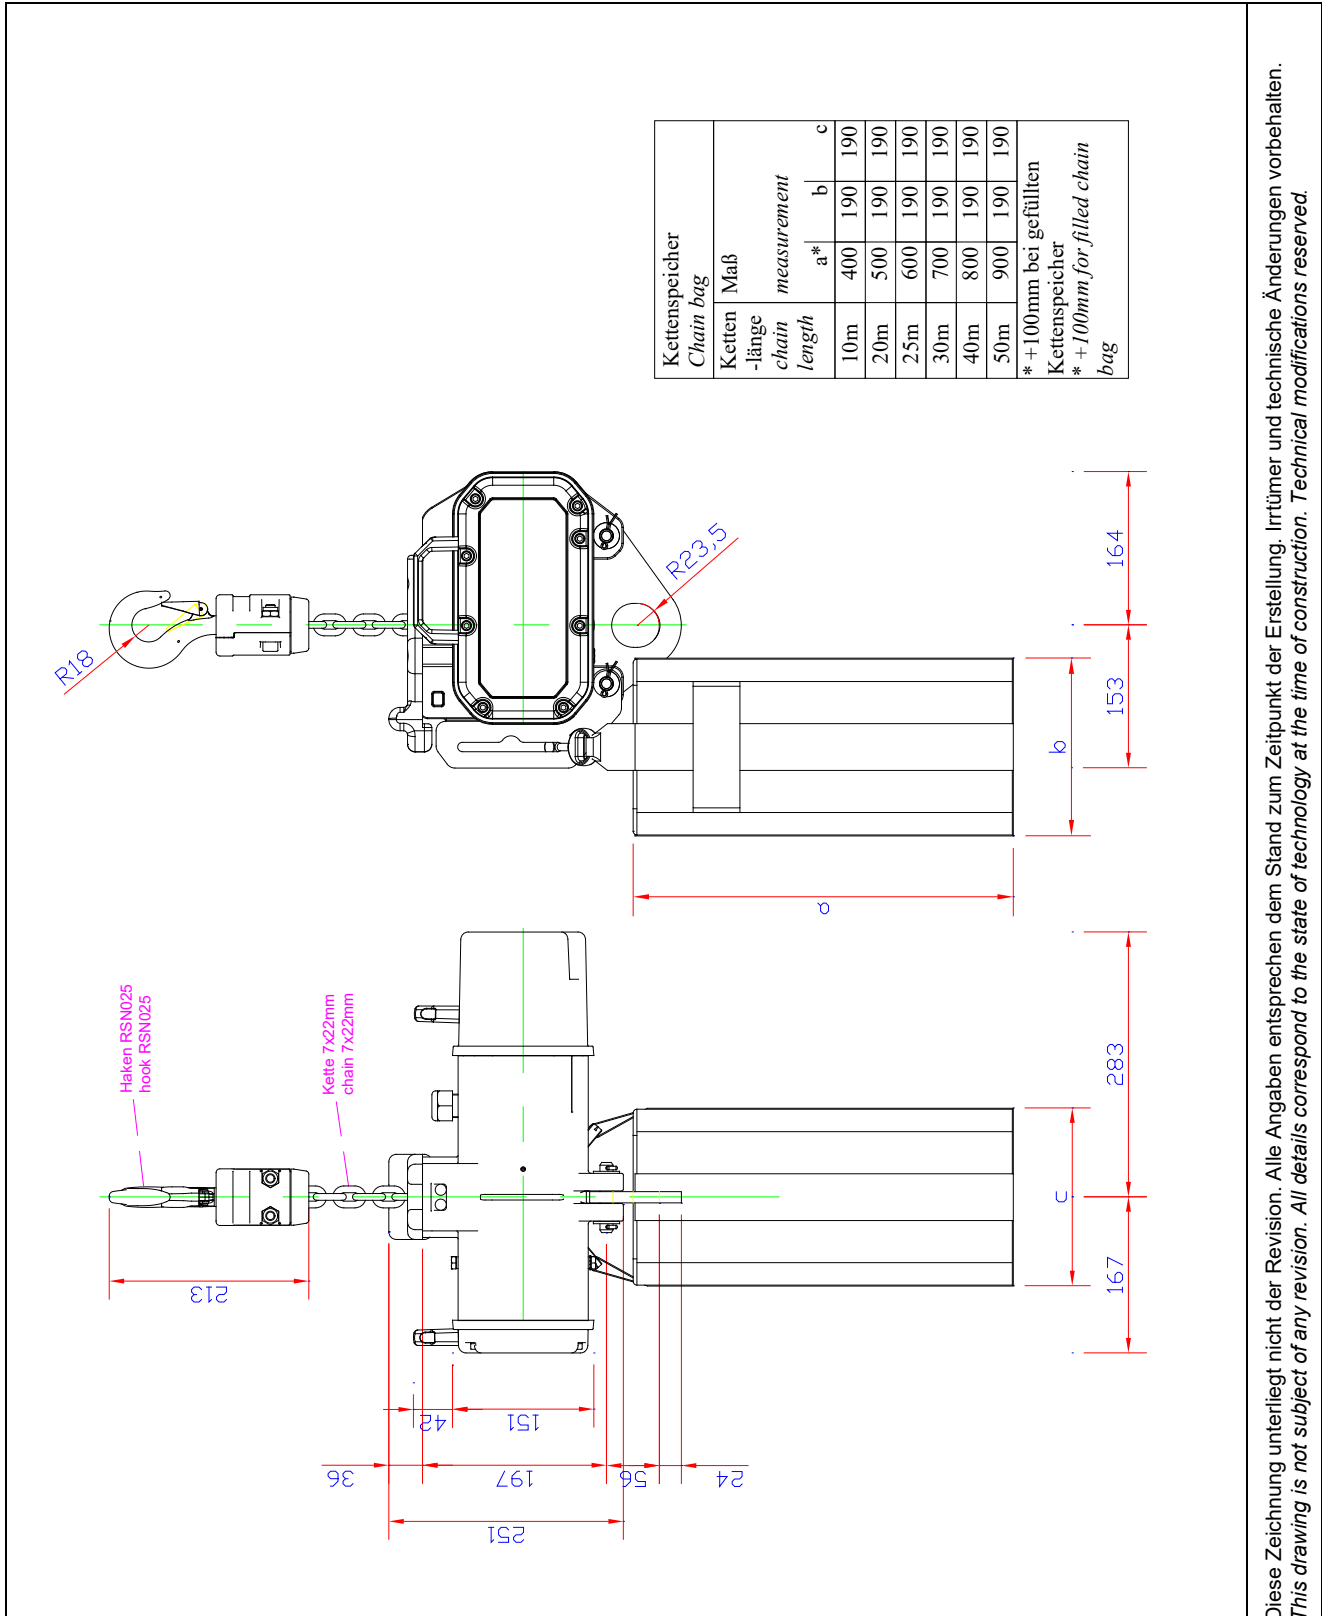 Kettenspeicher
Chain bag
Ketten
-länge
chain
length
Maß
measurement
a* b c
10m 400 190 190
20m 500 190 190
25m 600 190 190
30m 700 190 190
40m 800 190 190
50m 900 190 190
* +100mm bei gefüllten
Kettenspeicher
* +100mm for filled chain
bag
R18
R23,5
164
153
b
a
Haken RSN025
hook RSN025
Kette 7x22mm
chain 7x22mm
283
167
c
213
42
151
36
197
56
24
251
Diese Zeichnung unterliegt nicht der Revision. Alle Angaben entsprechen dem Stand zum Zeitpunkt der Erstellung. Irrtümer und technische Änderungen vorbehalten.
This drawing is not subject of any revision. All details correspond to the state of technology at the time of construction. Technical modifications reserved.